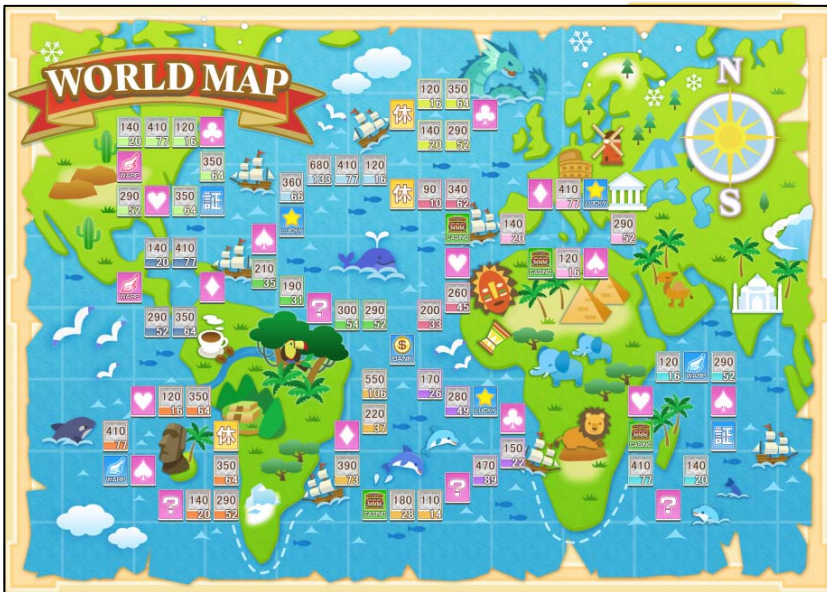 WORLD MAP
N
S
120 350
16 64
休
140 410 120
20 77 16
140 290
20 52
WARP
350
64
680 410 120
133 77 16
360
66
290 350 証
52 64
休 90 340
10 62
410 LUCKY
77
LUCKY
CASINO 140
20
290
52
140 410
20 77
CASINO 120
16
210
35
WARP
190
31
260
45
290 350
52 64
? 300 290
54 52
200
33
$
BANK
120 WARP 290
16 52
550
106
170
26
120 350
16 64
280 LUCKY
49
220
37
410
77
休
CASINO
証
150
22
WARP
350
64
390
73
470
89
410
77
140
20
? 140 290
20 52
CASINO 180 110 ?
28 14
?